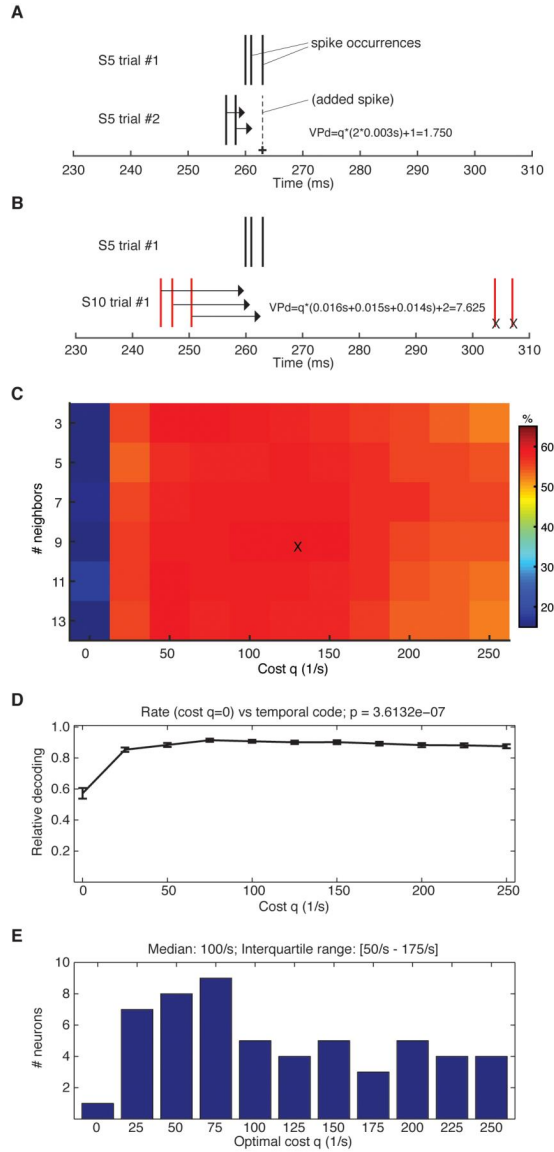 A
S5 trial #1
spike occurrences
S5 trial #2
(added spike)
VPd=q*(2*0.003s)+1=1.750
+
230 240 250 260 270 280 290 300 310
Time (ms)
B
S5 trial #1
S10 trial #1
VPd=q*(0.016s+0.015s+0.014s)+2=7.625
X X
230 240 250 260 270 280 290 300 310
Time (ms)
C
%
3
5
7
9
11
13
# neighbors
X
60
50
40
30
20
0 50 100 150 200 250
Cost q (1/s)
D
Rate (cost q=0) vs temporal code; p = 3.6132e−07
1.0
0.8
0.6
0.4
0.2
Relative decoding
0 50 100 150 200 250
Cost q (1/s)
E
Median: 100/s; Interquartile range: [50/s - 175/s]
10
8
6
4
2
# neurons
0 25 50 75 100 125 150 175 200 225 250
Optimal cost q (1/s)